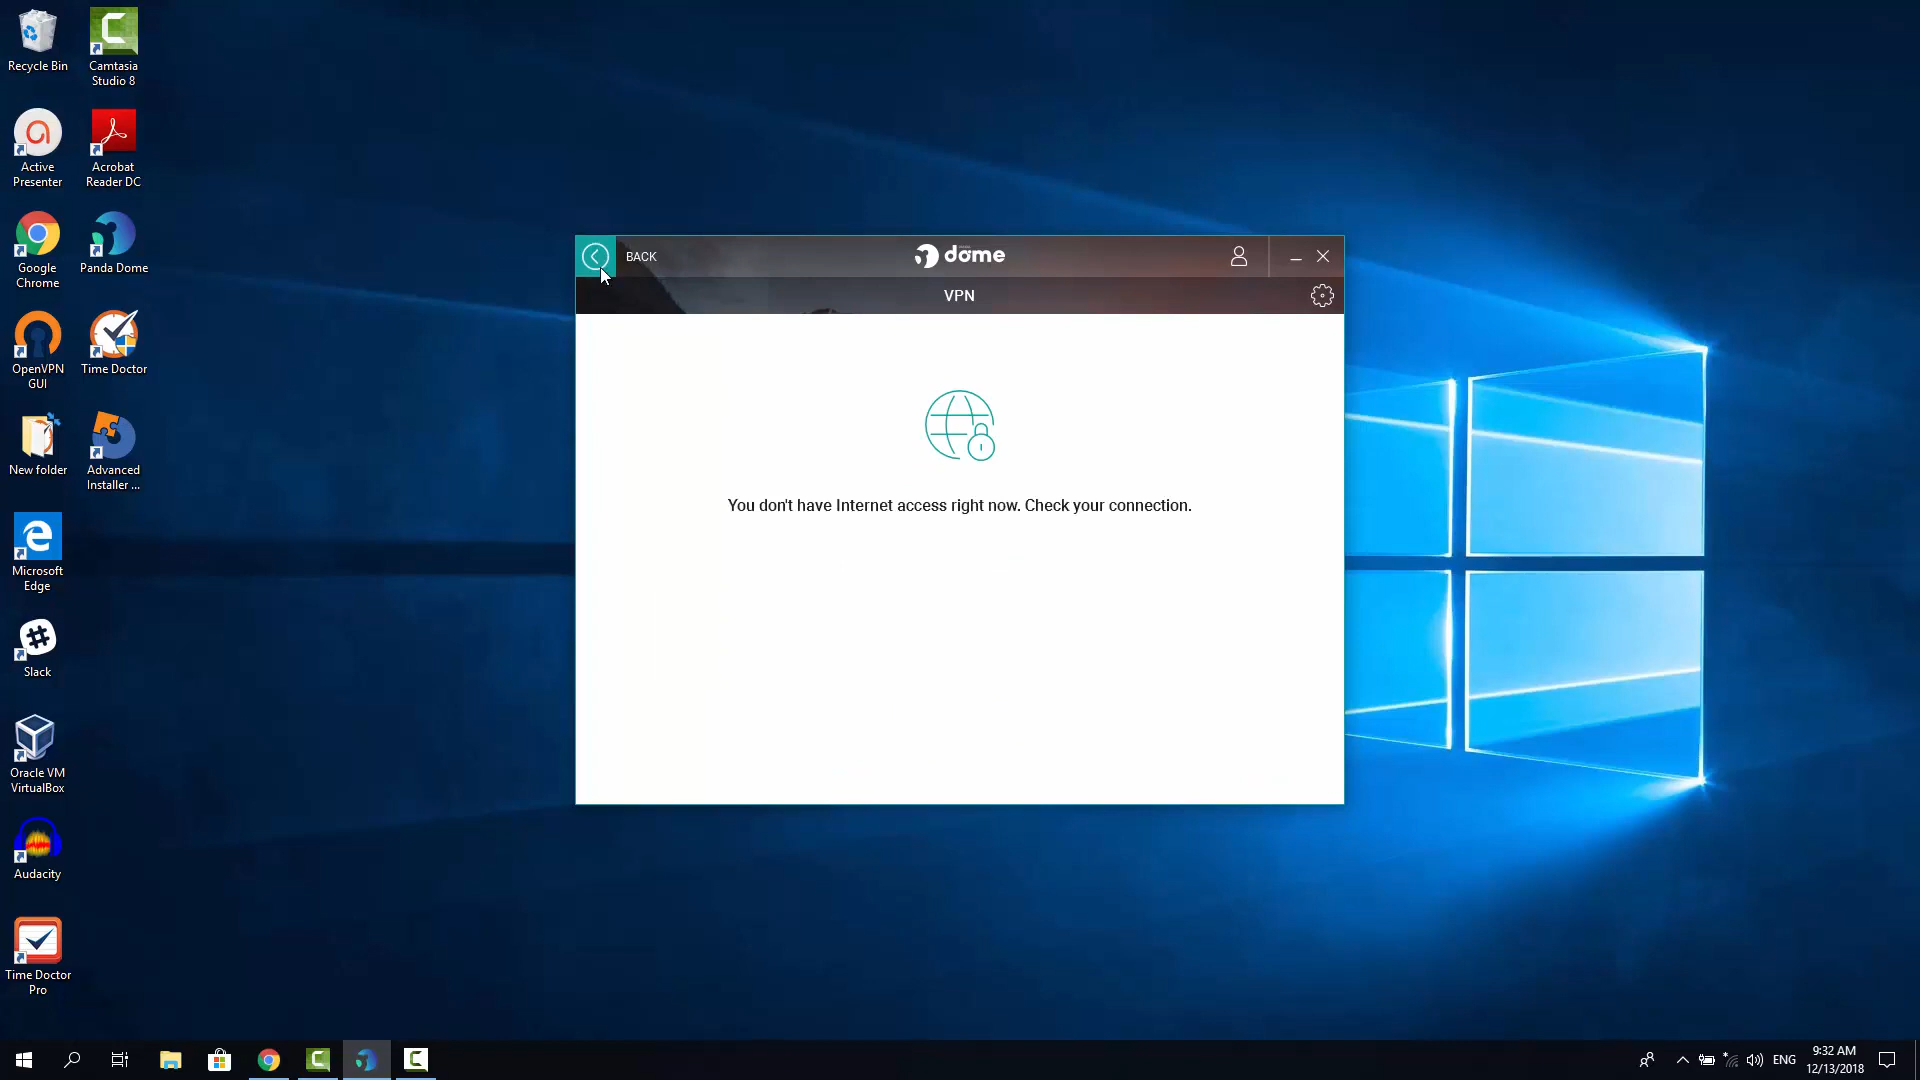 Recycle Bin
Camtasia
Studio 8
Active
Presenter
Acrobat
Reader DC
Google
Chrome
Panda Dome
OpenVPN
GUI
Time Doctor
New folder
Advanced
Installer ...
Microsoft
Edge
Slack
Oracle VM
VirtualBox
Audacity
Time Doctor
Pro
BACK
dome
VPN
You don't have Internet access right now. Check your connection.
ENG
9:32 AM
12/13/2018